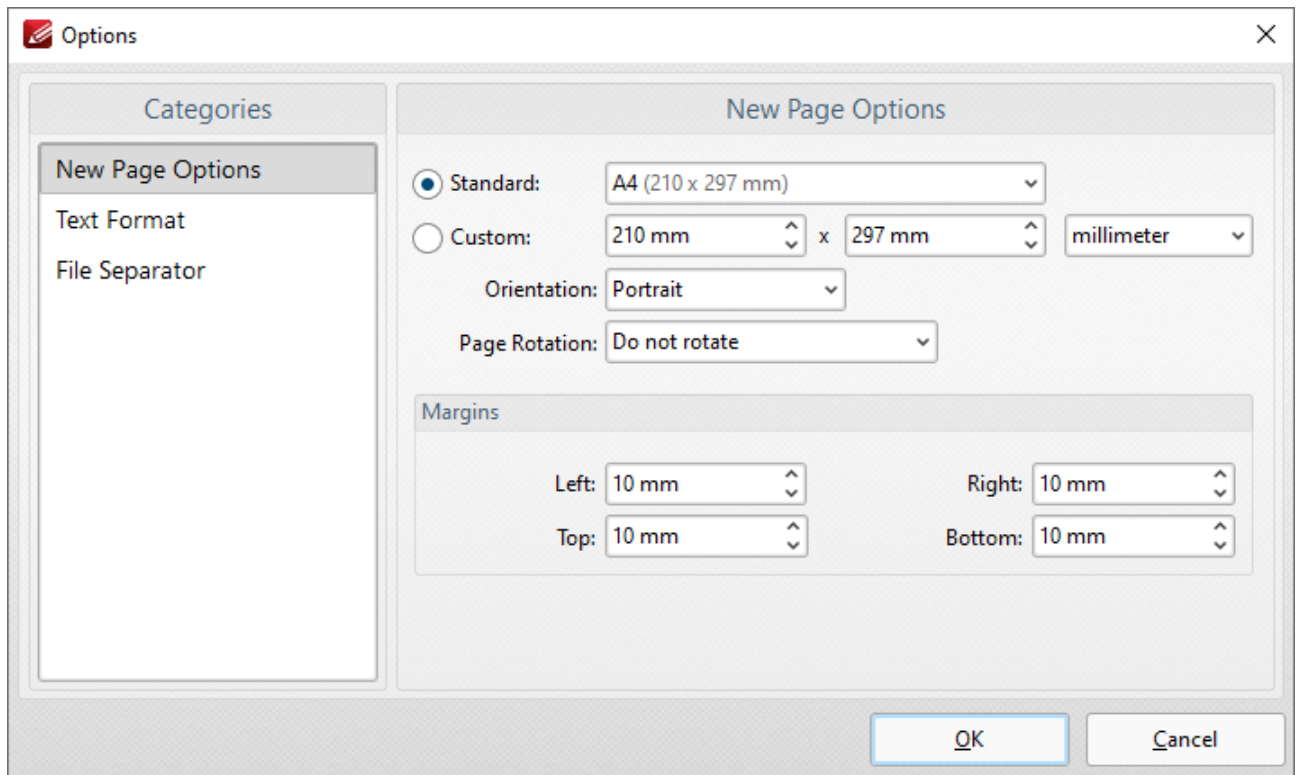 Options
Categories
New Page Options
Text Format
File Separator
New Page Options
Standard: A4 (210 x 297 mm)
Custom: 210 mm x 297 mm millimeter
Orientation: Portrait
Page Rotation: Do not rotate
Margins
Left: 10 mm Right: 10 mm
Top: 10 mm Bottom: 10 mm
OK Cancel